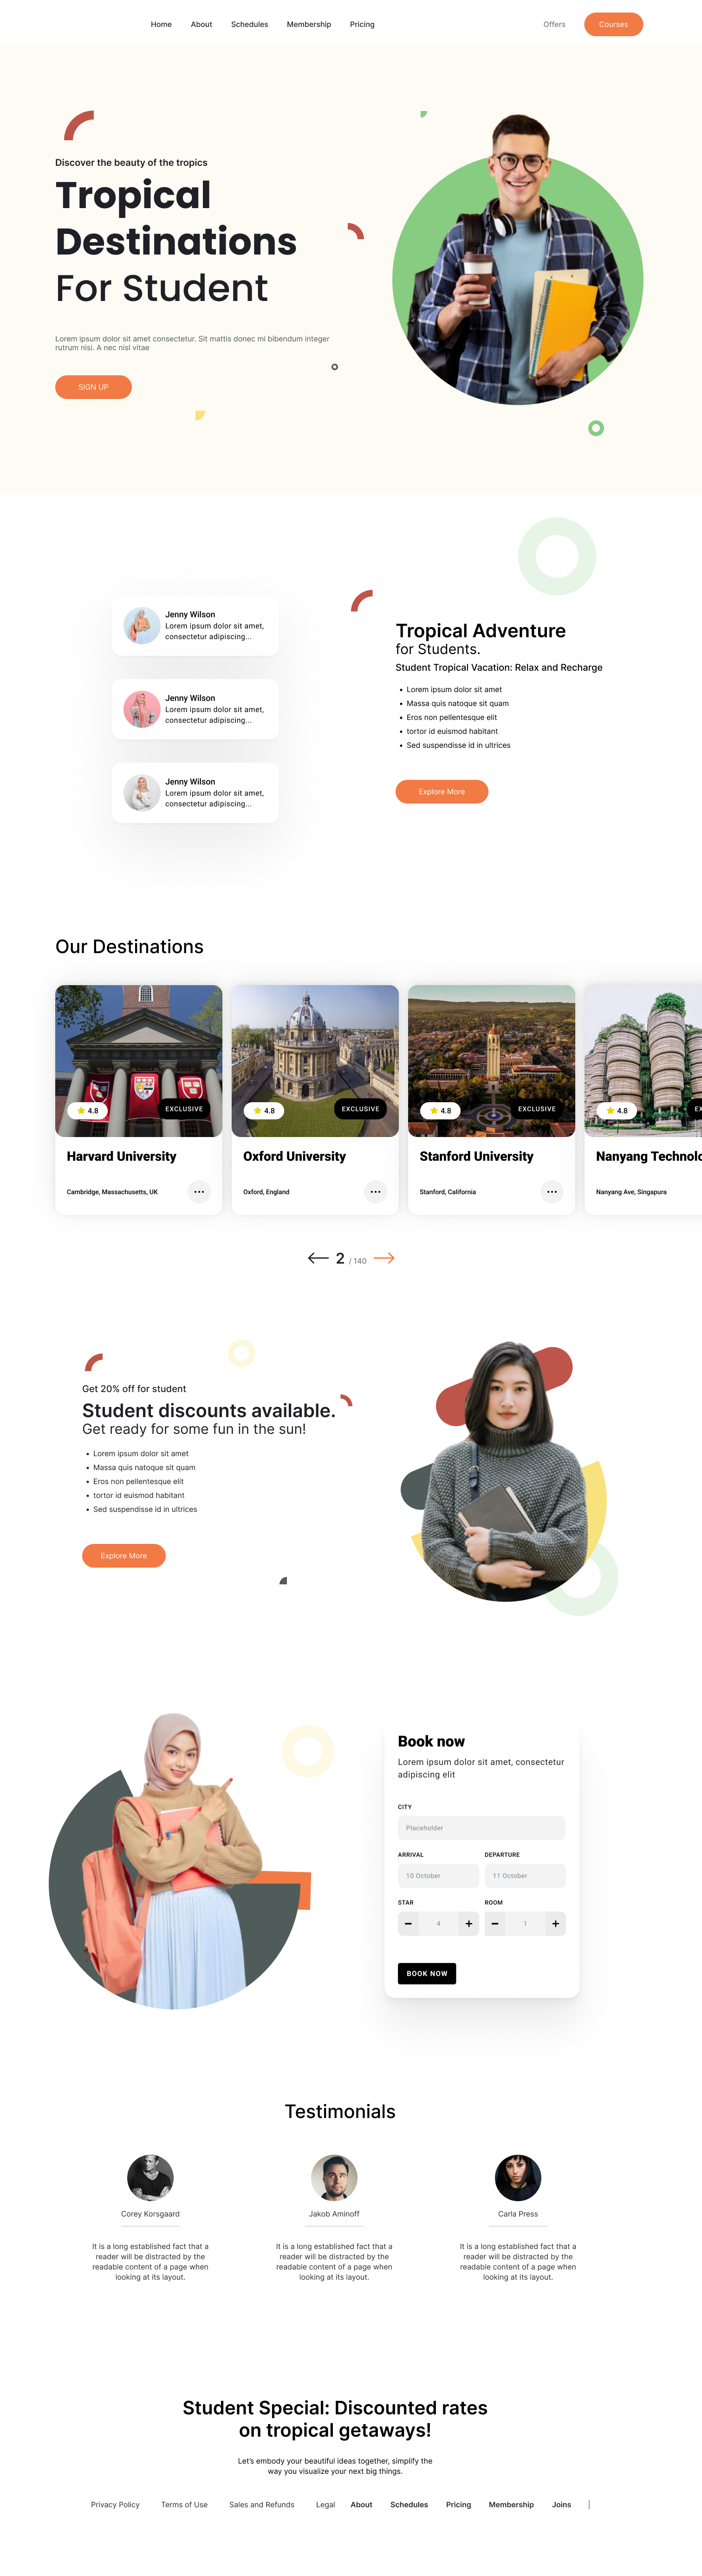 Home About Schedules Membership Pricing Offers Courses
Discover the beauty of the tropics
Tropical
Destinations
For Student
Lorem ipsum dolor sit amet consectetur. Sit mattis donec mi bibendum integer
rutrum nisi. A nec nisl vitae
SIGN UP
Jenny Wilson
Lorem ipsum dolor sit amet,
consectetur adipiscing...
Jenny Wilson
Lorem ipsum dolor sit amet,
consectetur adipiscing...
Jenny Wilson
Lorem ipsum dolor sit amet,
consectetur adipiscing...
Tropical Adventure
for Students.
Student Tropical Vacation: Relax and Recharge
• Lorem ipsum dolor sit amet
• Massa quis natoque sit quam
• Eros non pellentesque elit
• tortor id euismod habitant
• Sed suspendisse id in ultrices
Explore More
Our Destinations
4.8 EXCLUSIVE
Harvard University
Cambridge, Massachusetts, UK
4.8 EXCLUSIVE
Oxford University
Oxford, England
4.8 EXCLUSIVE
Stanford University
Stanford, California
4.8 EX
Nanyang Technolo
Nanyang Ave, Singapura
2 / 140
Get 20% off for student
Student discounts available.
Get ready for some fun in the sun!
• Lorem ipsum dolor sit amet
• Massa quis natoque sit quam
• Eros non pellentesque elit
• tortor id euismod habitant
• Sed suspendisse id in ultrices
Explore More
Book now
Lorem ipsum dolor sit amet, consectetur
adipiscing elit
CITY
Placeholder
ARRIVAL DEPARTURE
10 October 11 October
STAR ROOM
− 4 + − 1 +
BOOK NOW
Testimonials
Corey Korsgaard
It is a long established fact that a
reader will be distracted by the
readable content of a page when
looking at its layout.
Jakob Aminoff
It is a long established fact that a
reader will be distracted by the
readable content of a page when
looking at its layout.
Carla Press
It is a long established fact that a
reader will be distracted by the
readable content of a page when
looking at its layout.
Student Special: Discounted rates
on tropical getaways!
Let's embody your beautiful ideas together, simplify the
way you visualize your next big things.
Privacy Policy Terms of Use Sales and Refunds Legal About Schedules Pricing Membership Joins |